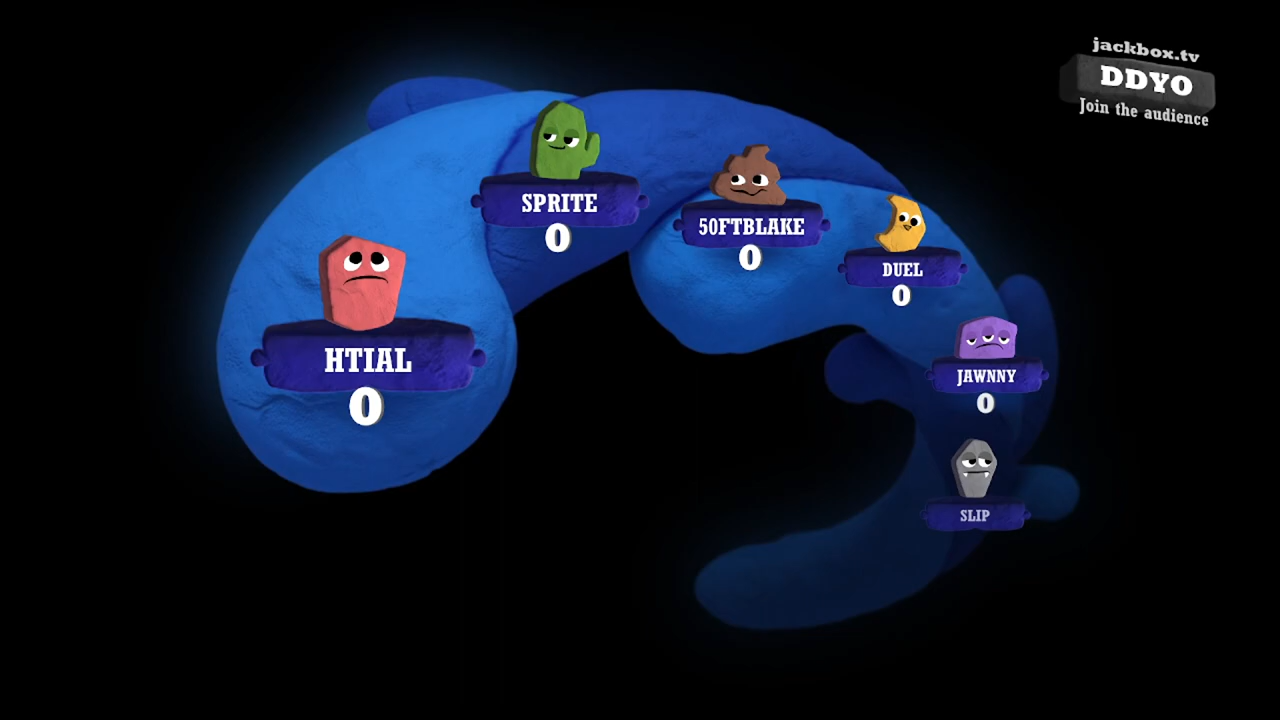 jackbox.tv
DDYO
Join the audience
SPRITE
0
50FTBLAKE
0
DUEL
0
HTIAL
0
JAWNNY
0
SLIP